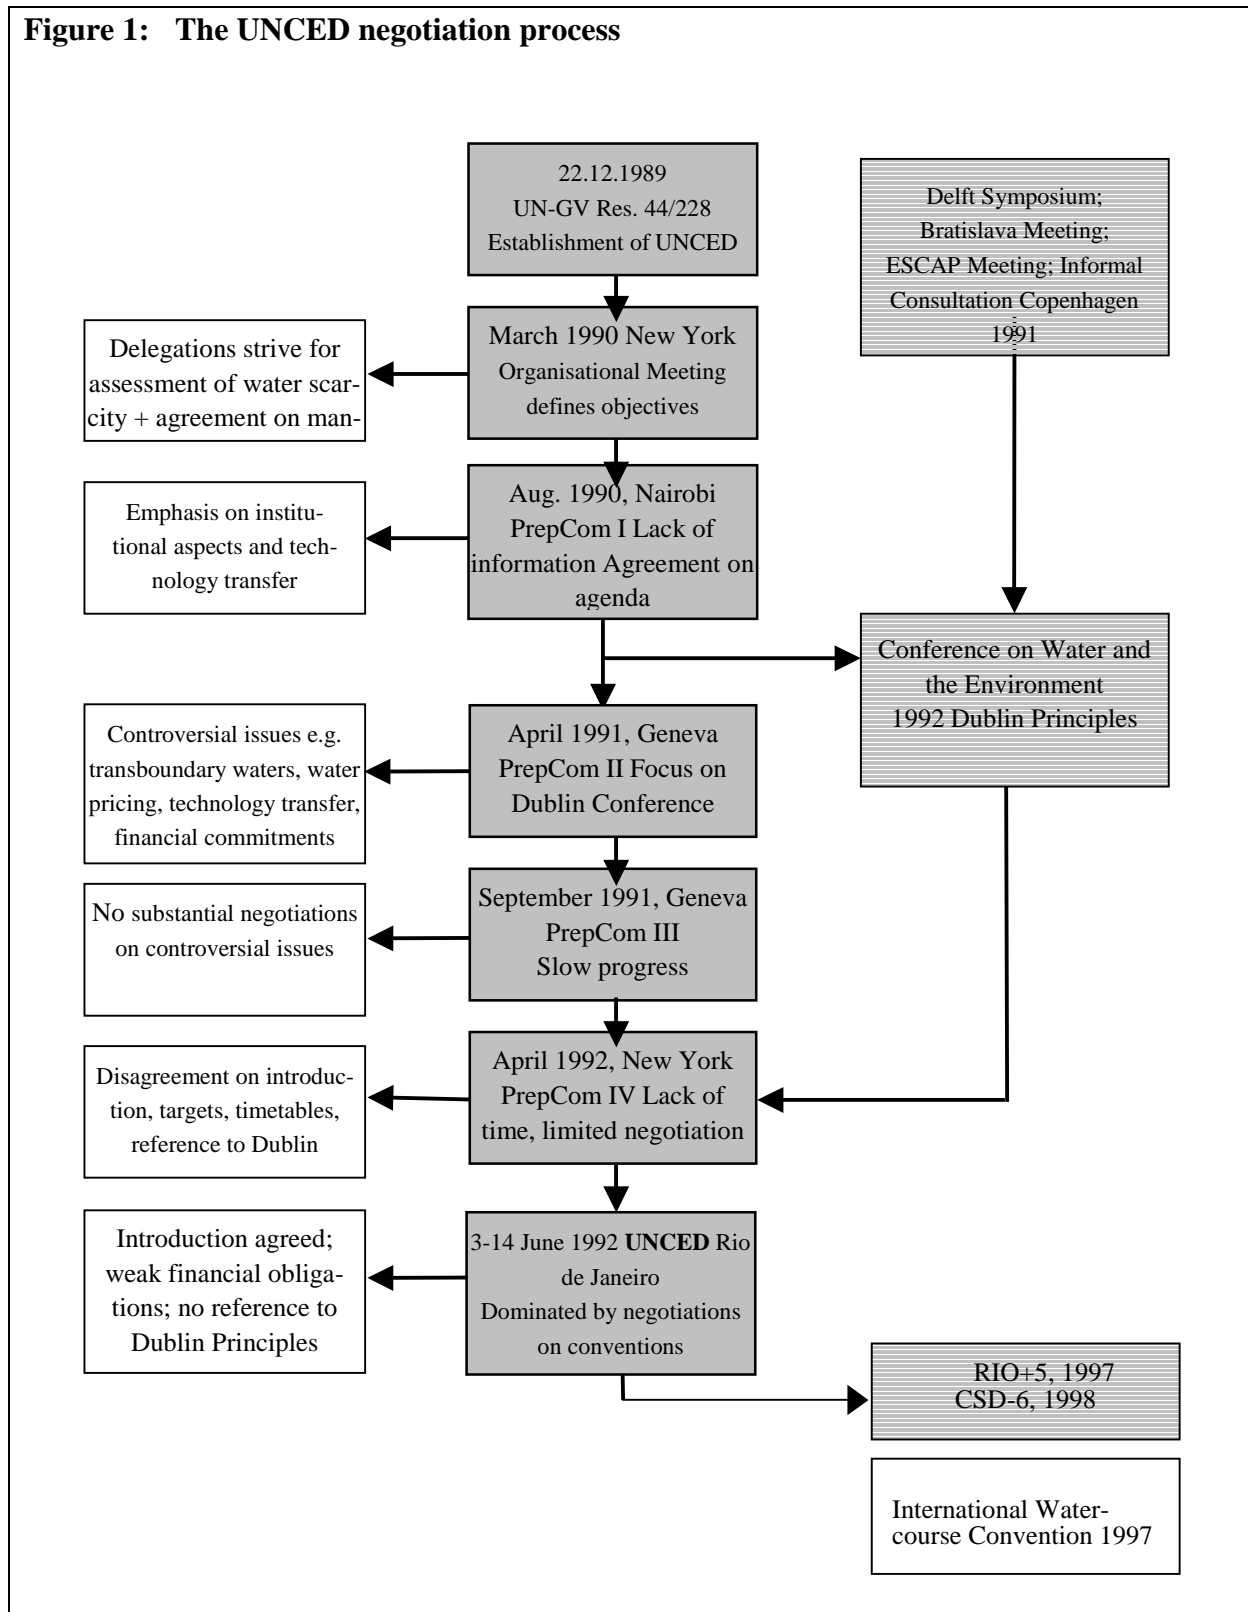 Figure 1: The UNCED negotiation process
22.12.1989
UN-GV Res. 44/228
Establishment of UNCED
Delft Symposium;
Bratislava Meeting;
ESCAP Meeting; Informal
Consultation Copenhagen
1991
March 1990 New York
Organisational Meeting
defines objectives
Delegations strive for
assessment of water scar-
city + agreement on man-
Aug. 1990, Nairobi
PrepCom I Lack of
information Agreement on
agenda
Emphasis on institu-
tional aspects and tech-
nology transfer
Conference on Water and
the Environment
1992 Dublin Principles
April 1991, Geneva
PrepCom II Focus on
Dublin Conference
Controversial issues e.g.
transboundary waters, water
pricing, technology transfer,
financial commitments
September 1991, Geneva
PrepCom III
Slow progress
No substantial negotiations
on controversial issues
April 1992, New York
PrepCom IV Lack of
time, limited negotiation
Disagreement on introduc-
tion, targets, timetables,
reference to Dublin
3-14 June 1992 UNCED Rio
de Janeiro
Dominated by negotiations
on conventions
Introduction agreed;
weak financial obliga-
tions; no reference to
Dublin Principles
RIO+5, 1997
CSD-6, 1998
International Water-
course Convention 1997